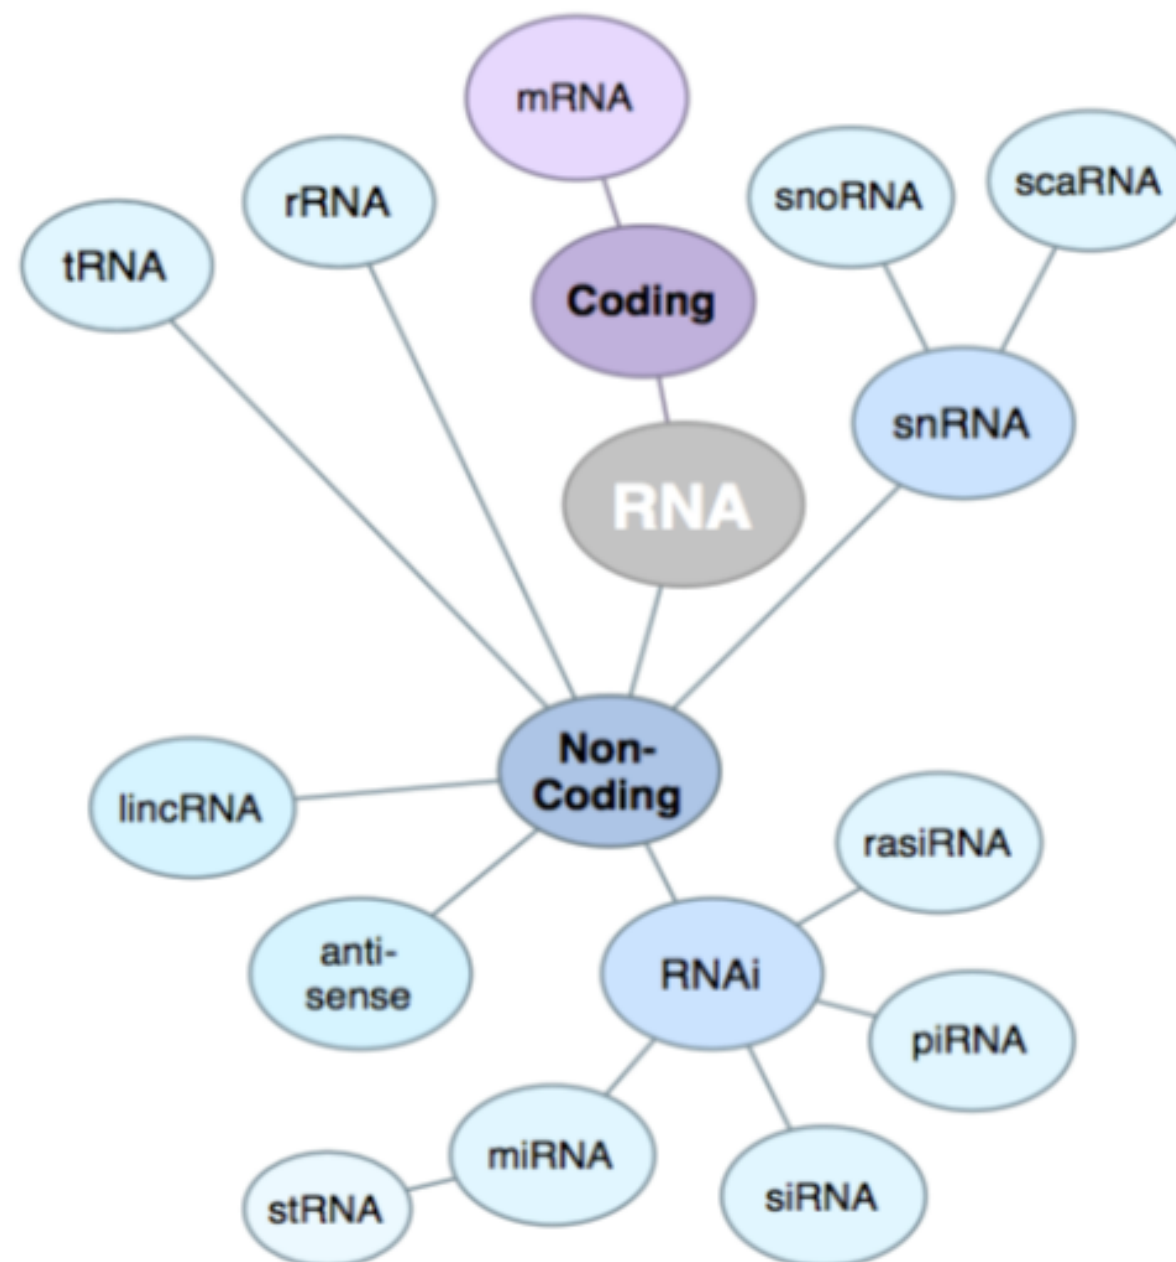 mRNA
scaRNA
snoRNA
rRNA
tRNA
Coding
snRNA
RNA
Non-
Coding
lincRNA
rasiRNA
anti-
sense
RNAi
piRNA
miRNA
siRNA
stRNA